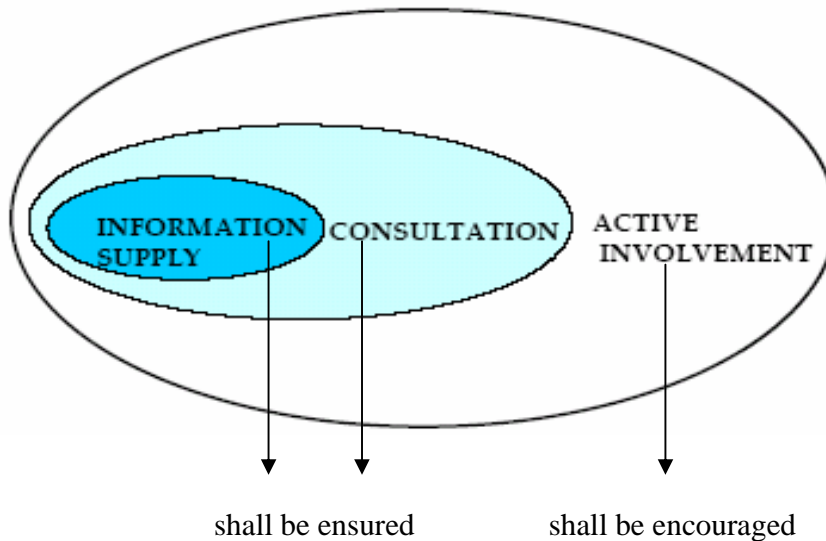 INFORMATION
SUPPLY
CONSULTATION
ACTIVE
INVOLVEMENT
shall be ensured
shall be encouraged